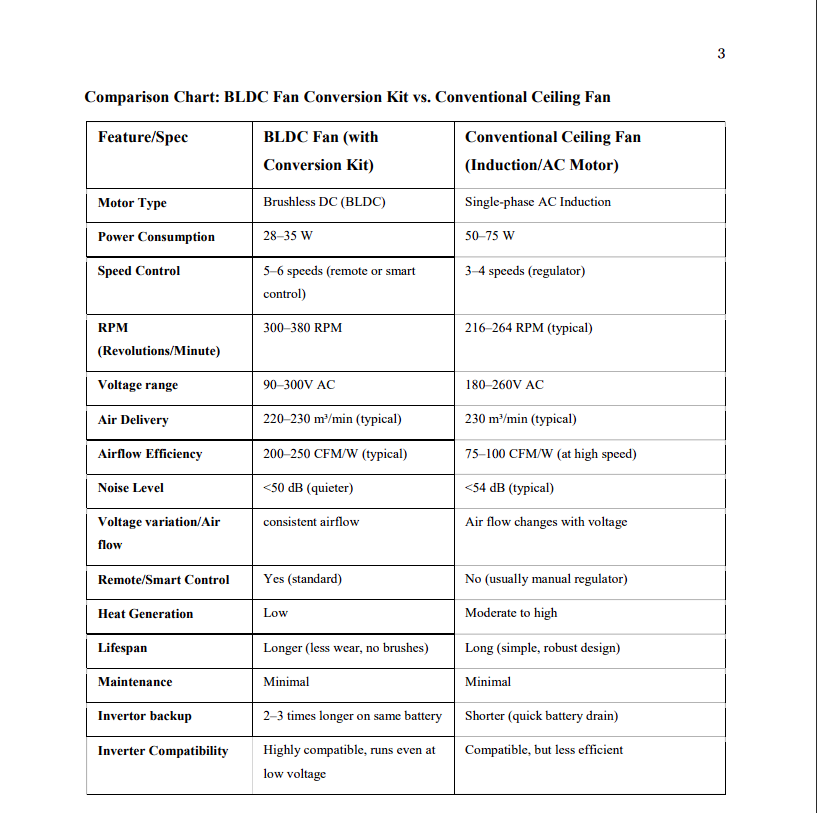 3
Comparison Chart: BLDC Fan Conversion Kit vs. Conventional Ceiling Fan
Feature/Spec BLDC Fan (with Conversion Kit) Conventional Ceiling Fan (Induction/AC Motor)
Motor Type Brushless DC (BLDC) Single-phase AC Induction
Power Consumption 28–35 W 50–75 W
Speed Control 5–6 speeds (remote or smart control) 3–4 speeds (regulator)
RPM (Revolutions/Minute) 300–380 RPM 216–264 RPM (typical)
Voltage range 90–300V AC 180–260V AC
Air Delivery 220–230 m³/min (typical) 230 m³/min (typical)
Airflow Efficiency 200–250 CFM/W (typical) 75–100 CFM/W (at high speed)
Noise Level <50 dB (quieter) <54 dB (typical)
Voltage variation/Air flow consistent airflow Air flow changes with voltage
Remote/Smart Control Yes (standard) No (usually manual regulator)
Heat Generation Low Moderate to high
Lifespan Longer (less wear, no brushes) Long (simple, robust design)
Maintenance Minimal Minimal
Invertor backup 2–3 times longer on same battery Shorter (quick battery drain)
Inverter Compatibility Highly compatible, runs even at low voltage Compatible, but less efficient